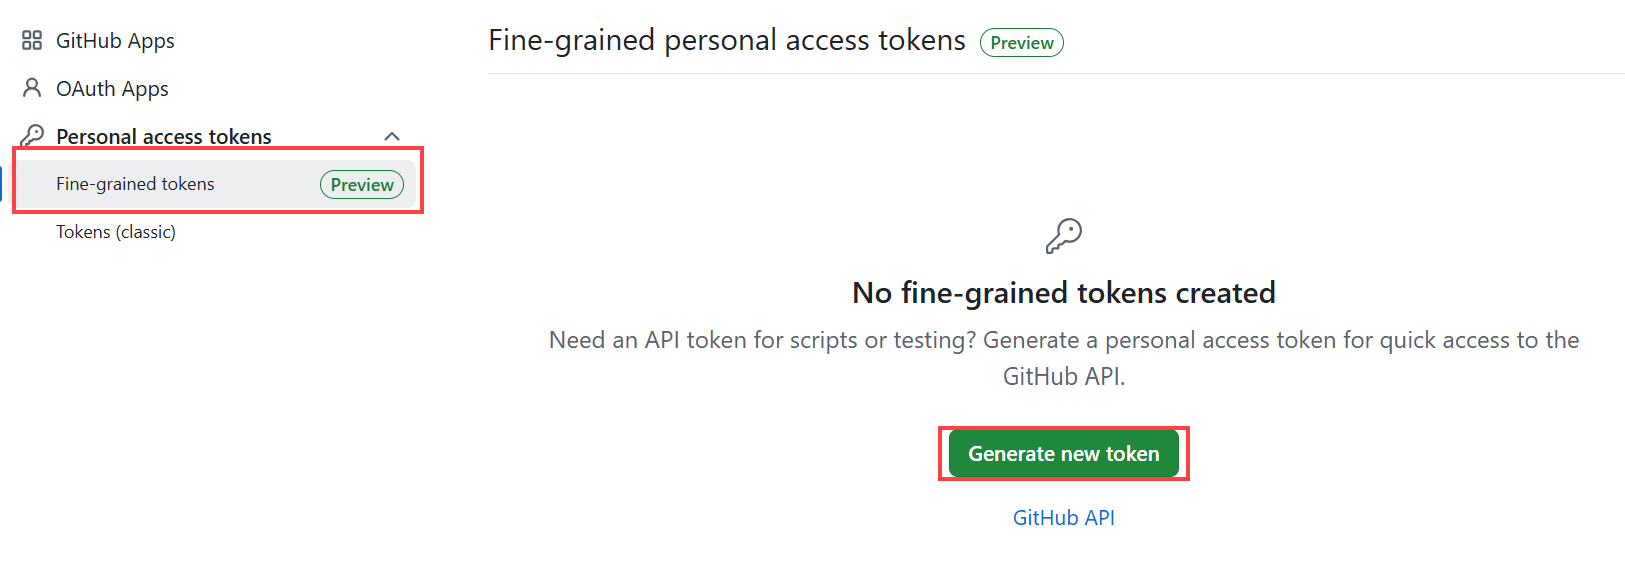 GitHub Apps
OAuth Apps
Personal access tokens
Fine-grained tokens Preview
Tokens (classic)
Fine-grained personal access tokens Preview
No fine-grained tokens created
Need an API token for scripts or testing? Generate a personal access token for quick access to the
GitHub API.
Generate new token
GitHub API